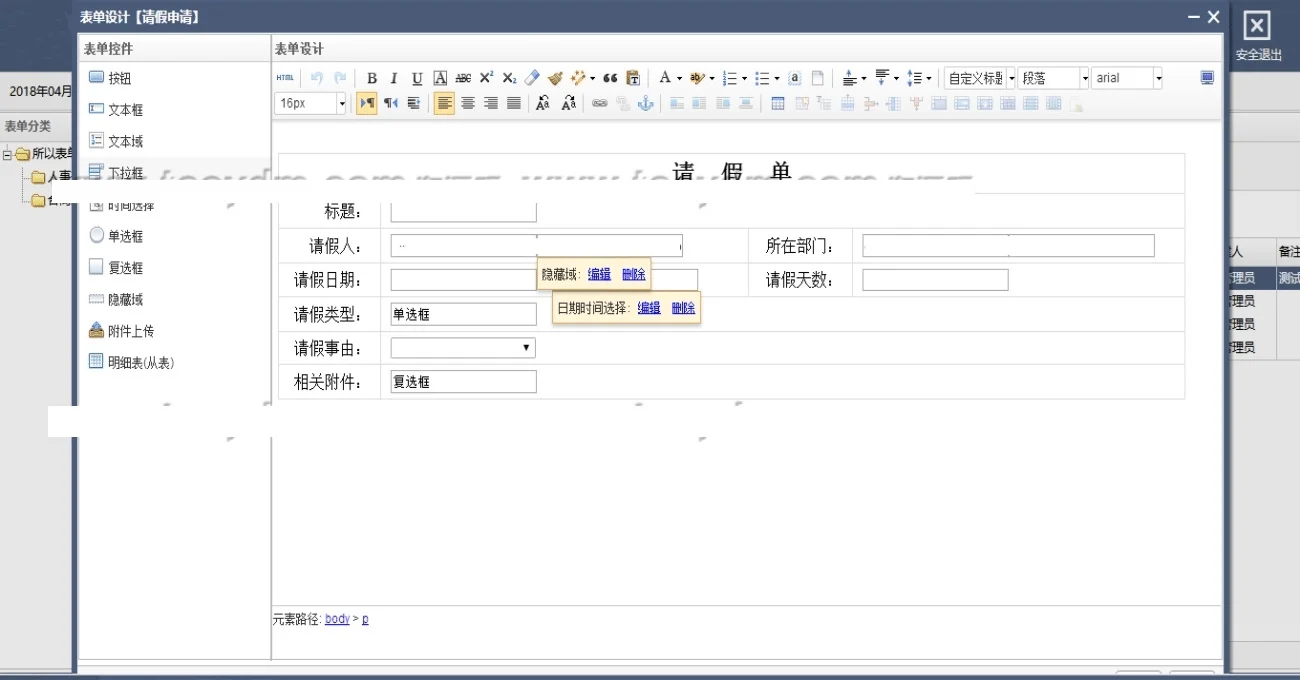 表单设计【请假申请】
安全退出
2018年04月
表单控件
表单设计
按钮
HTML
B I U A ABC X² X₂
自定义标题
段落
arial
文本框
16px
表单分类
文本域
所以表单
下拉框
请 假 单
人事
时间选择
标题:
单选框
请假人:
所在部门:
人
备注
复选框
请假日期:
隐藏域: 编辑 删除
请假天数:
理员
测试
隐藏域
日期时间选择: 编辑 删除
管理员
请假类型:
单选框
附件上传
管理员
请假事由:
管理员
明细表(从表)
相关附件:
复选框
元素路径: body > p